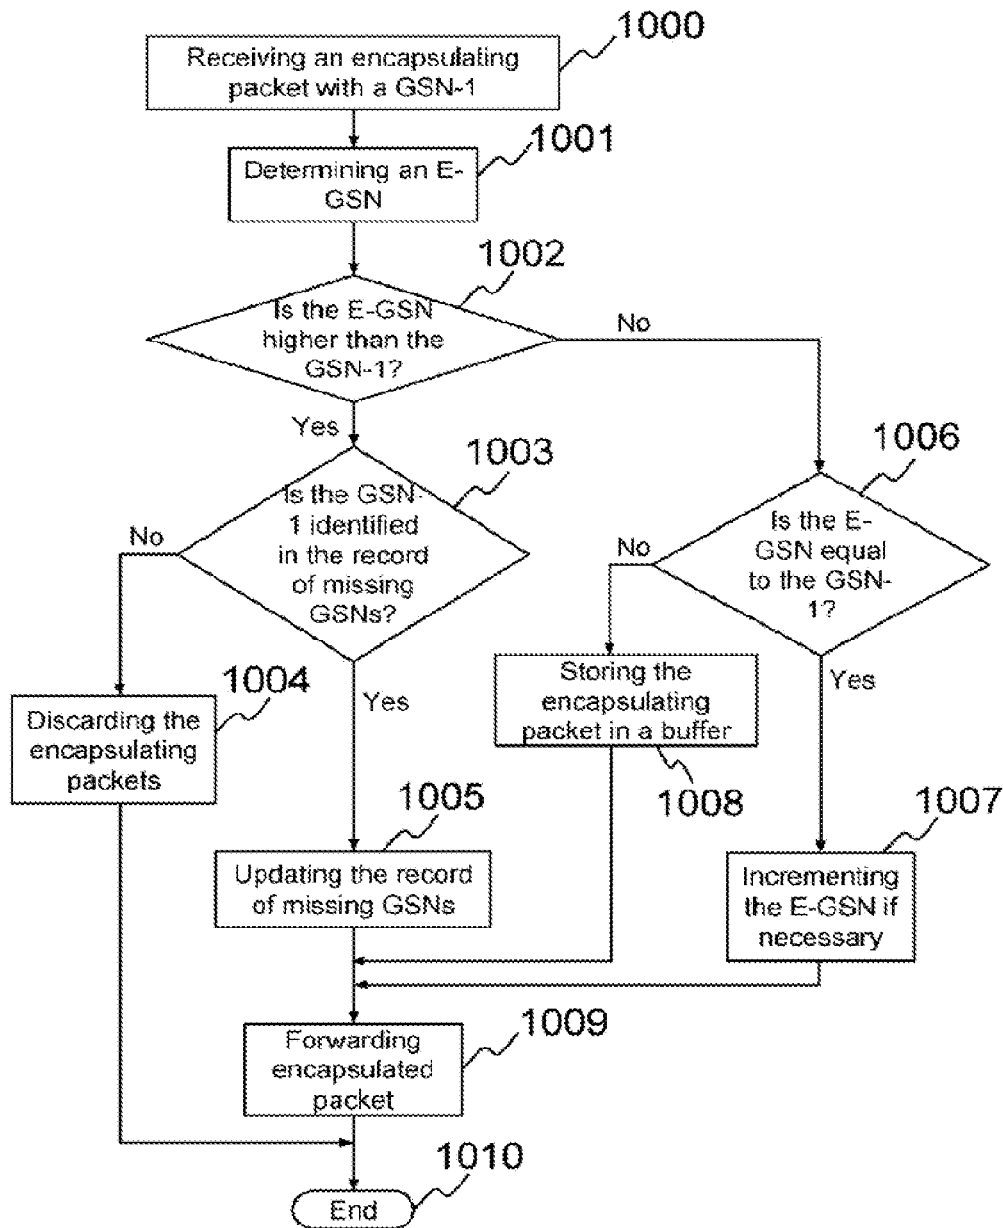 1000
Receiving an encapsulating
packet with a GSN-1
1001
Determining an E-
GSN
1002
Is the E-GSN
higher than the
GSN-1?
No
Yes
1003
Is the GSN-
1 identified
in the record
of missing
GSNs?
No
Yes
1006
Is the E-
GSN equal
to the GSN-
1?
No
Yes
1004
Discarding the
encapsulating
packets
Storing the
encapsulating
packet in a buffer
1008
1005
Updating the record
of missing GSNs
1007
Incrementing
the E-GSN if
necessary
1009
Forwarding
encapsulated
packet
1010
End